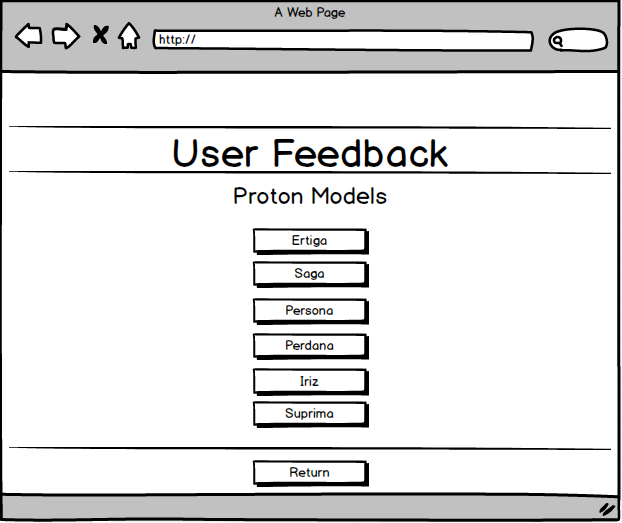 A Web Page
http://
User Feedback
Proton Models
Ertiga
Saga
Persona
Perdana
Iriz
Suprima
Return